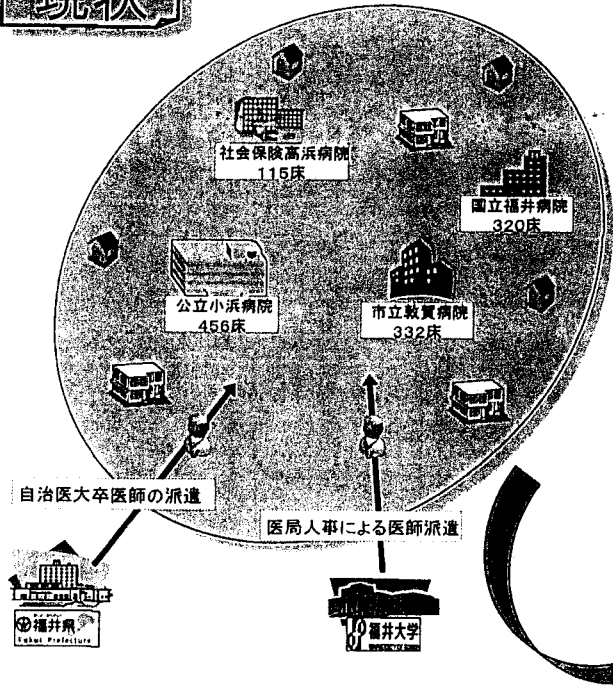 現状
社会保険高浜病院
115床
国立福井病院
320床
公立小浜病院
456床
市立敦賀病院
332床
自治医大卒医師の派遣
医局人事による医師派遣
福井県
Fukui Prefecture
福井大学